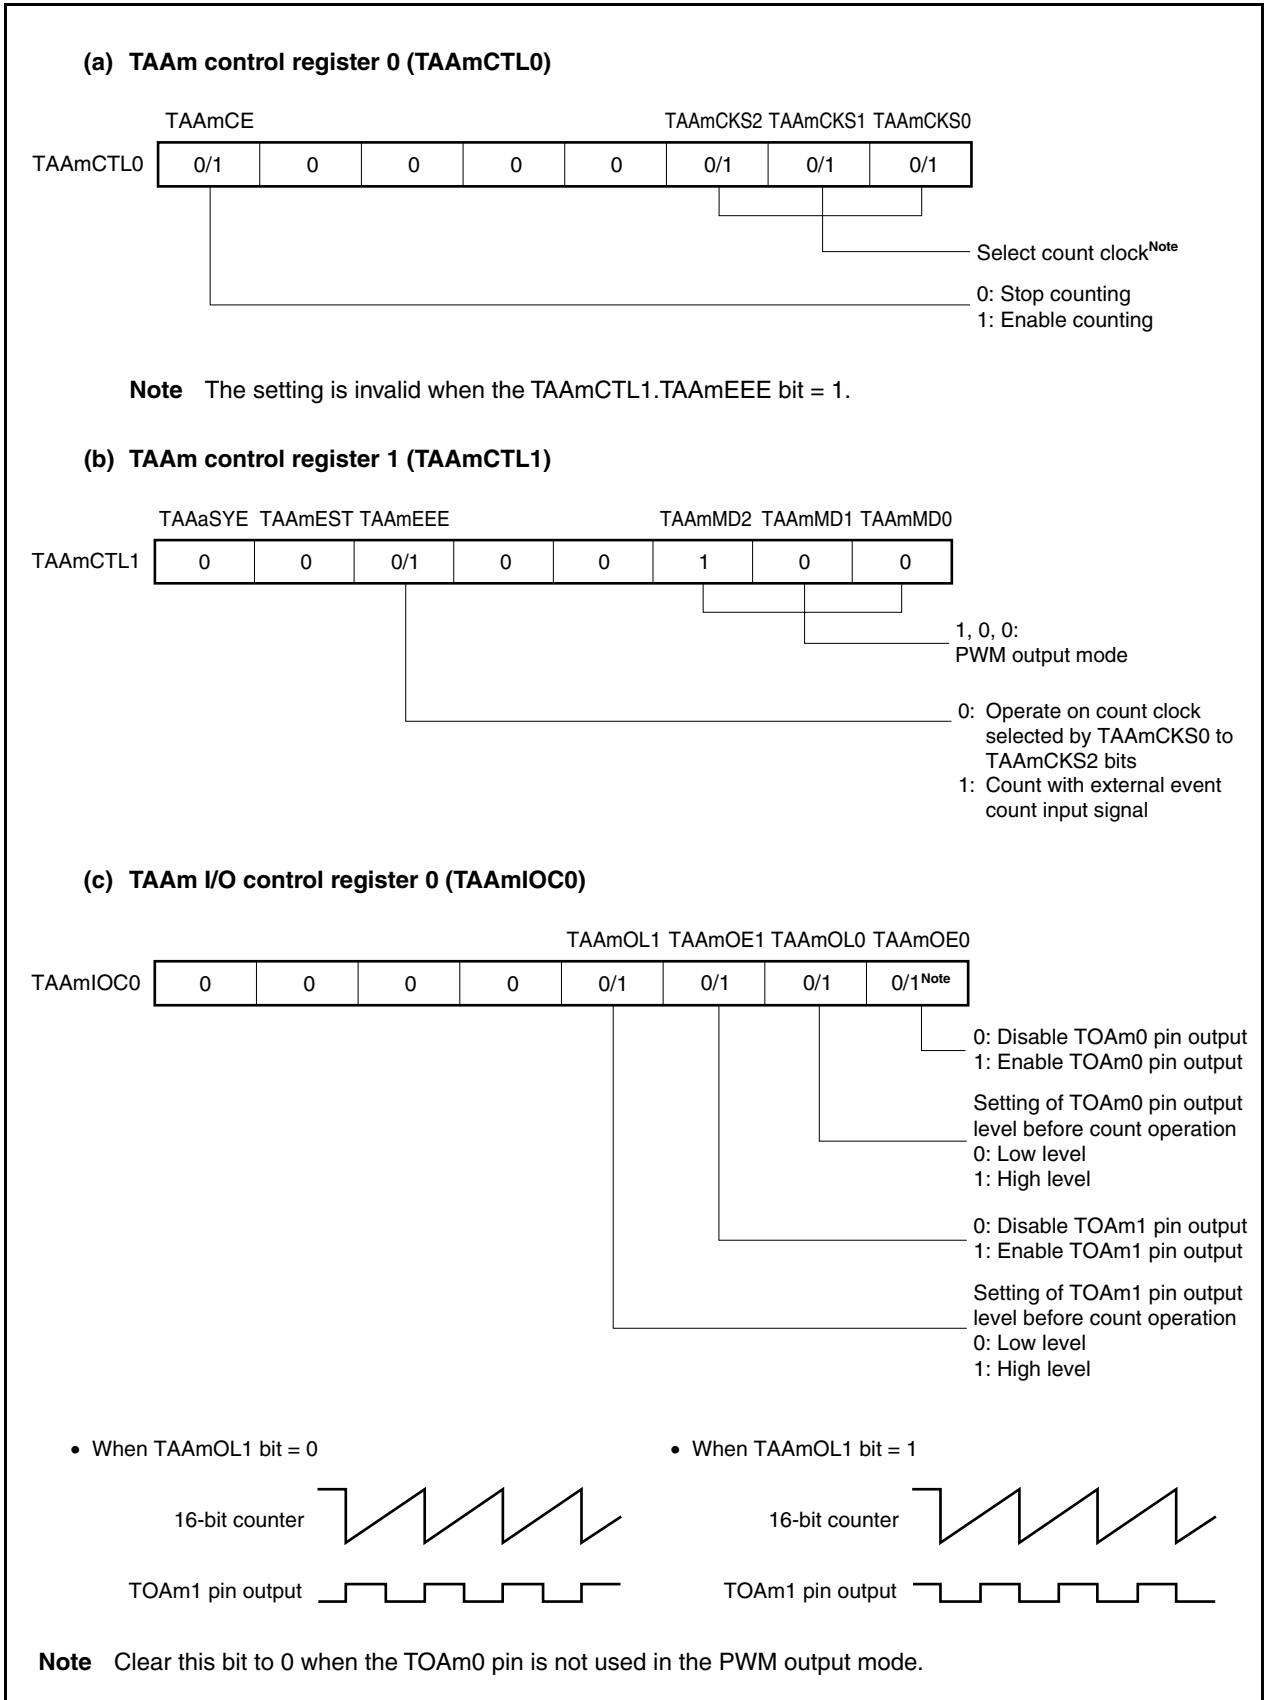 (a) TAAm control register 0 (TAAmCTL0)
TAAmCE TAAmCKS2 TAAmCKS1 TAAmCKS0
TAAmCTL0 0/1 0 0 0 0 0/1 0/1 0/1
Select count clockNote
0: Stop counting
1: Enable counting
Note The setting is invalid when the TAAmCTL1.TAAmEEE bit = 1.
(b) TAAm control register 1 (TAAmCTL1)
TAAaSYE TAAmEST TAAmEEE TAAmMD2 TAAmMD1 TAAmMD0
TAAmCTL1 0 0 0/1 0 0 1 0 0
1, 0, 0:
PWM output mode
0: Operate on count clock
selected by TAAmCKS0 to
TAAmCKS2 bits
1: Count with external event
count input signal
(c) TAAm I/O control register 0 (TAAmIOC0)
TAAmOL1 TAAmOE1 TAAmOL0 TAAmOE0
TAAmIOC0 0 0 0 0 0/1 0/1 0/1 0/1Note
0: Disable TOAm0 pin output
1: Enable TOAm0 pin output
Setting of TOAm0 pin output
level before count operation
0: Low level
1: High level
0: Disable TOAm1 pin output
1: Enable TOAm1 pin output
Setting of TOAm1 pin output
level before count operation
0: Low level
1: High level
• When TAAmOL1 bit = 0
16-bit counter
TOAm1 pin output
• When TAAmOL1 bit = 1
16-bit counter
TOAm1 pin output
Note Clear this bit to 0 when the TOAm0 pin is not used in the PWM output mode.